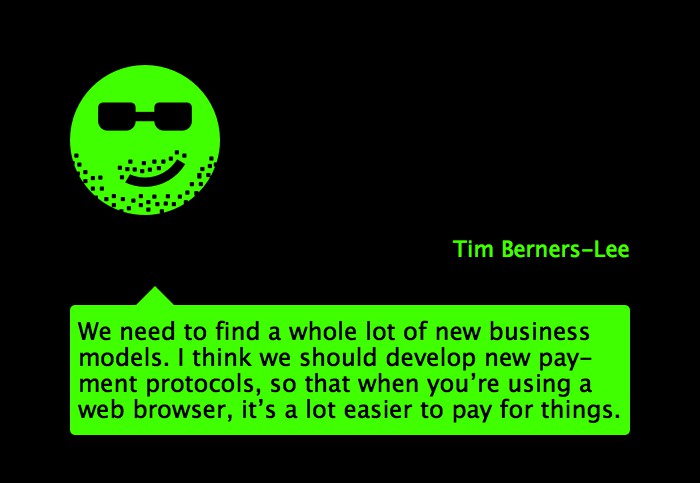 Tim Berners-Lee
We need to find a whole lot of new business
models. I think we should develop new pay-
ment protocols, so that when you’re using a
web browser, it’s a lot easier to pay for things.